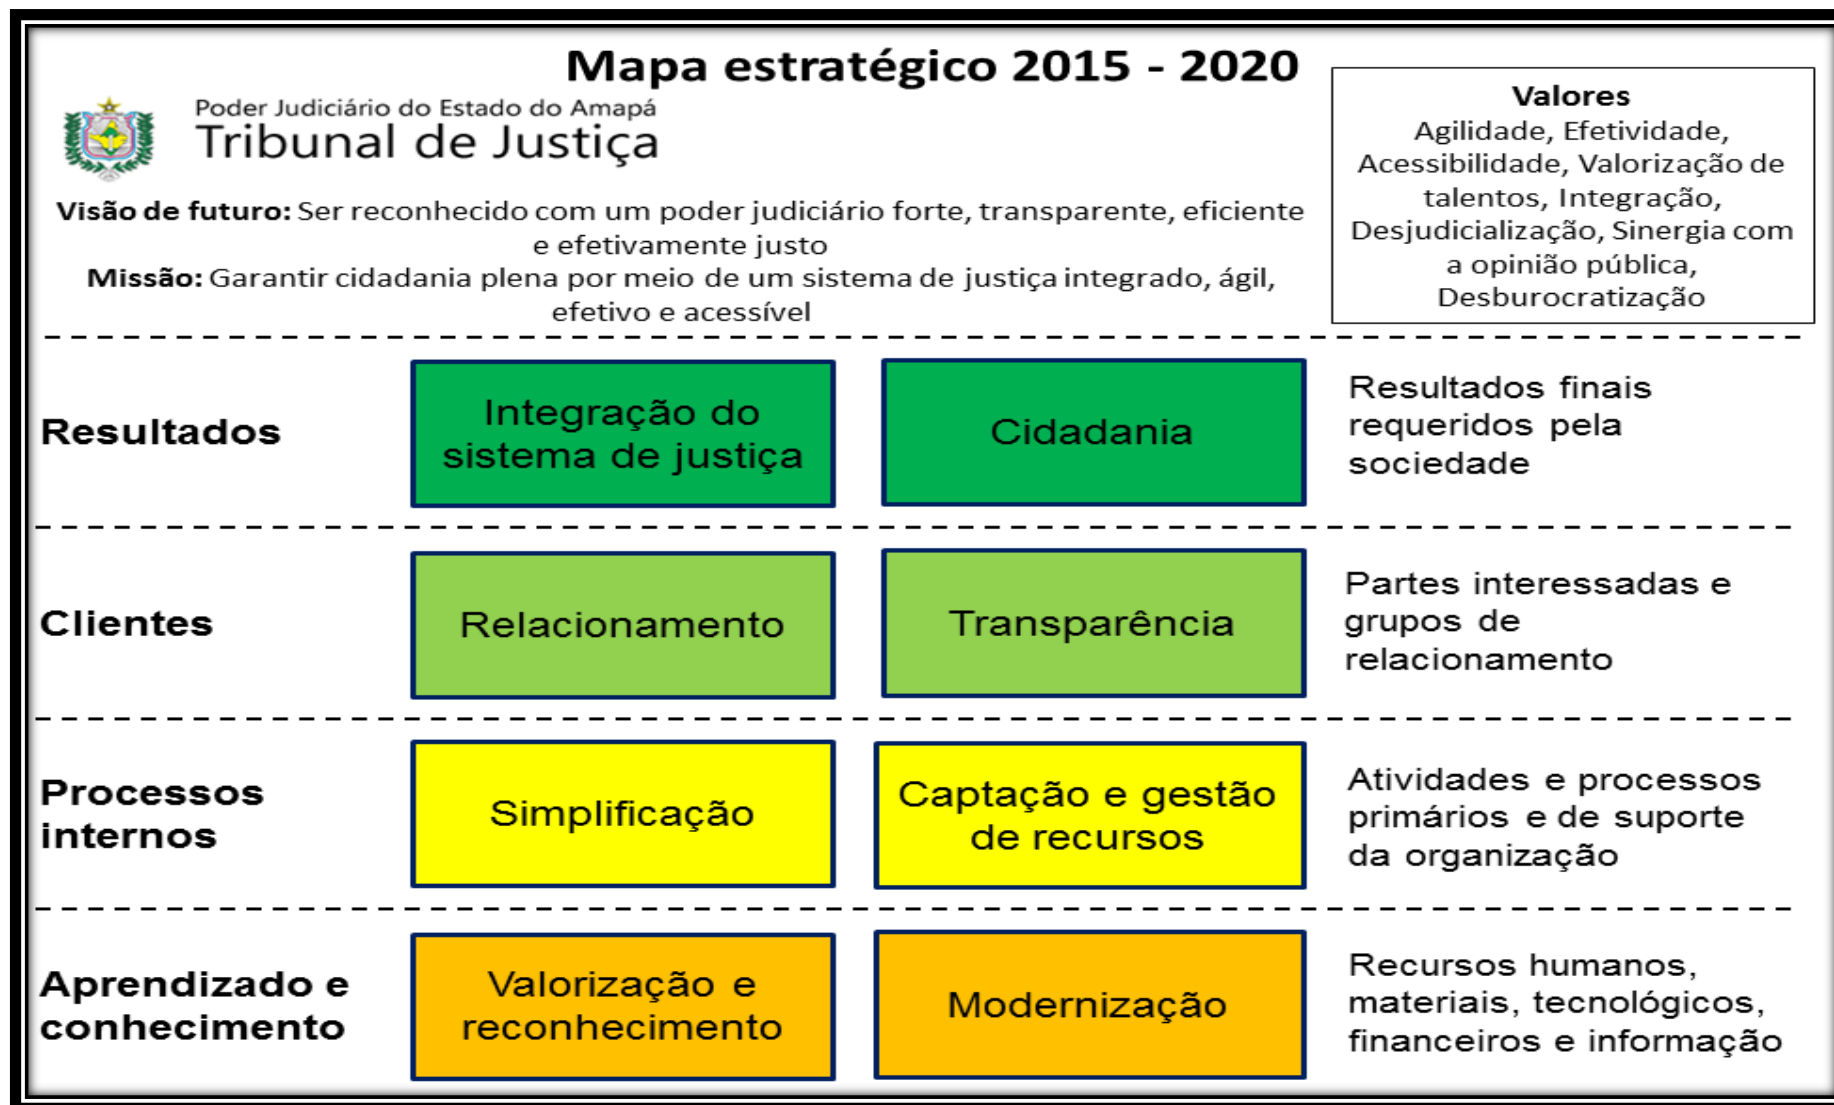 Mapa estratégico 2015 - 2020
Poder Judiciário do Estado do Amapá
Tribunal de Justiça
Visão de futuro: Ser reconhecido com um poder judiciário forte, transparente, eficiente
e efetivamente justo
Missão: Garantir cidadania plena por meio de um sistema de justiça integrado, ágil,
efetivo e acessível
Valores
Agilidade, Efetividade,
Acessibilidade, Valorização de
talentos, Integração,
Desjudicialização, Sinergia com
a opinião pública,
Desburocratização
Resultados
Integração do
sistema de justiça
Cidadania
Resultados finais
requeridos pela
sociedade
Clientes
Relacionamento
Transparência
Partes interessadas e
grupos de
relacionamento
Processos
internos
Simplificação
Captação e gestão
de recursos
Atividades e processos
primários e de suporte
da organização
Aprendizado e
conhecimento
Valorização e
reconhecimento
Modernização
Recursos humanos,
materiais, tecnológicos,
financeiros e informação